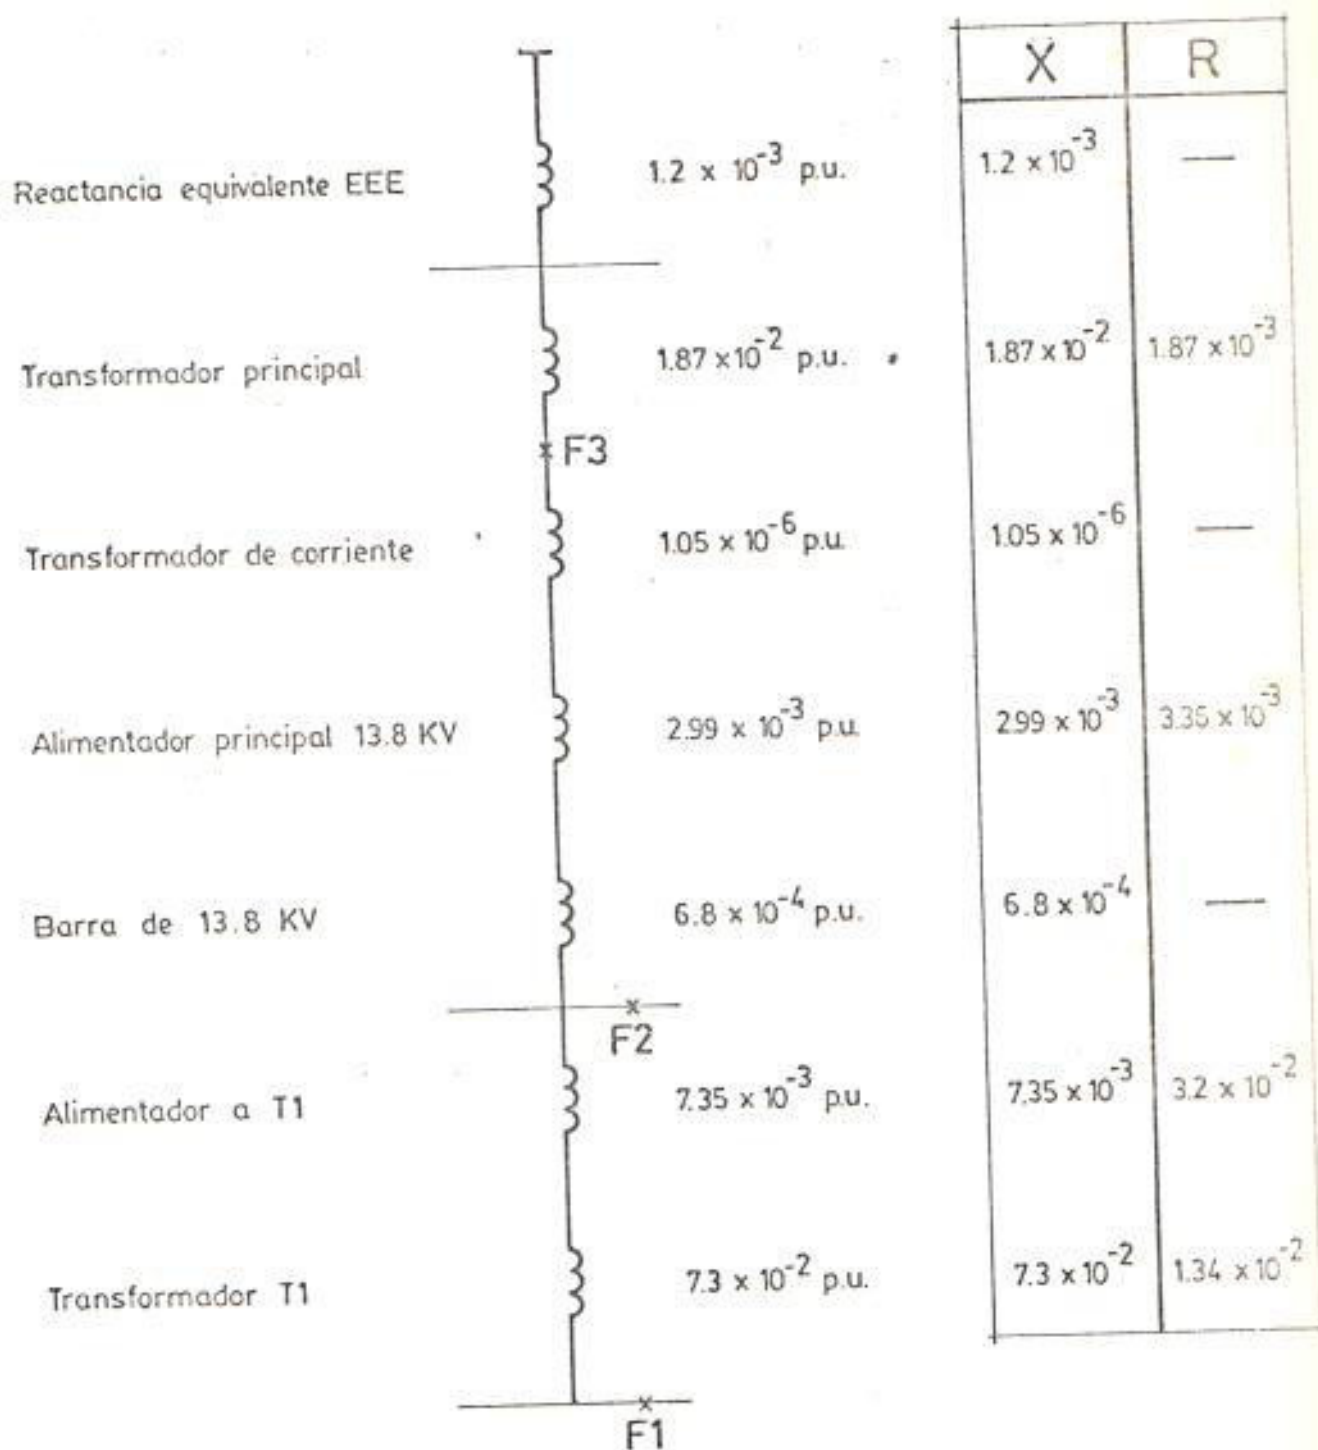 X R
Reactancia equivalente EEE 1.2 x 10⁻³ p.u. 1.2 x 10⁻³ —
Transformador principal 1.87 x 10⁻² p.u. 1.87 x 10⁻² 1.87 x 10⁻³
F3
Transformador de corriente 1.05 x 10⁻⁶ p.u. 1.05 x 10⁻⁶ —
Alimentador principal 13.8 KV 2.99 x 10⁻³ p.u. 2.99 x 10⁻³ 3.35 x 10⁻³
Barra de 13.8 KV 6.8 x 10⁻⁴ p.u. 6.8 x 10⁻⁴ —
F2
Alimentador a T1 7.35 x 10⁻³ p.u. 7.35 x 10⁻³ 3.2 x 10⁻²
Transformador T1 7.3 x 10⁻² p.u. 7.3 x 10⁻² 1.34 x 10⁻²
F1